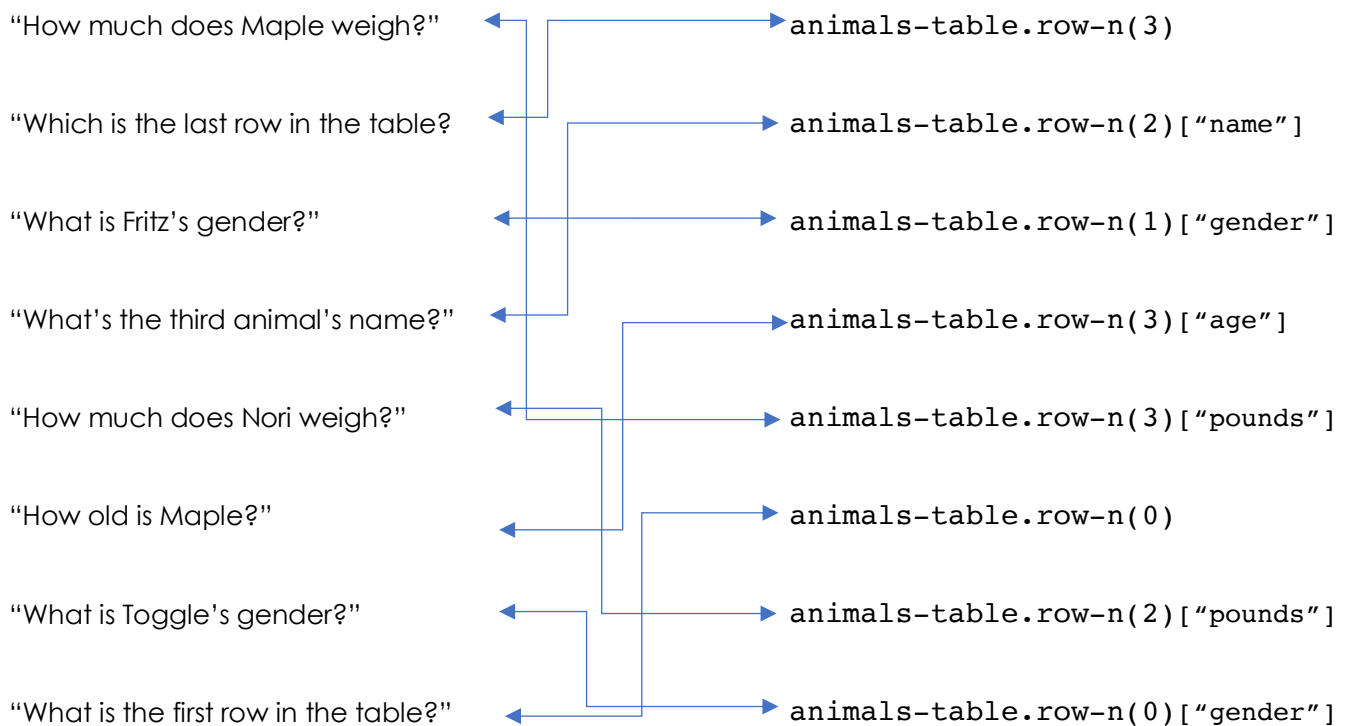 “How much does Maple weigh?” animals-table.row-n(3)
“Which is the last row in the table? animals-table.row-n(2)[“name”]
“What is Fritz’s gender?” animals-table.row-n(1)[“gender”]
“What’s the third animal’s name?” animals-table.row-n(3)[“age”]
“How much does Nori weigh?” animals-table.row-n(3)[“pounds”]
“How old is Maple?” animals-table.row-n(0)
“What is Toggle’s gender?” animals-table.row-n(2)[“pounds”]
“What is the first row in the table?” animals-table.row-n(0)[“gender”]